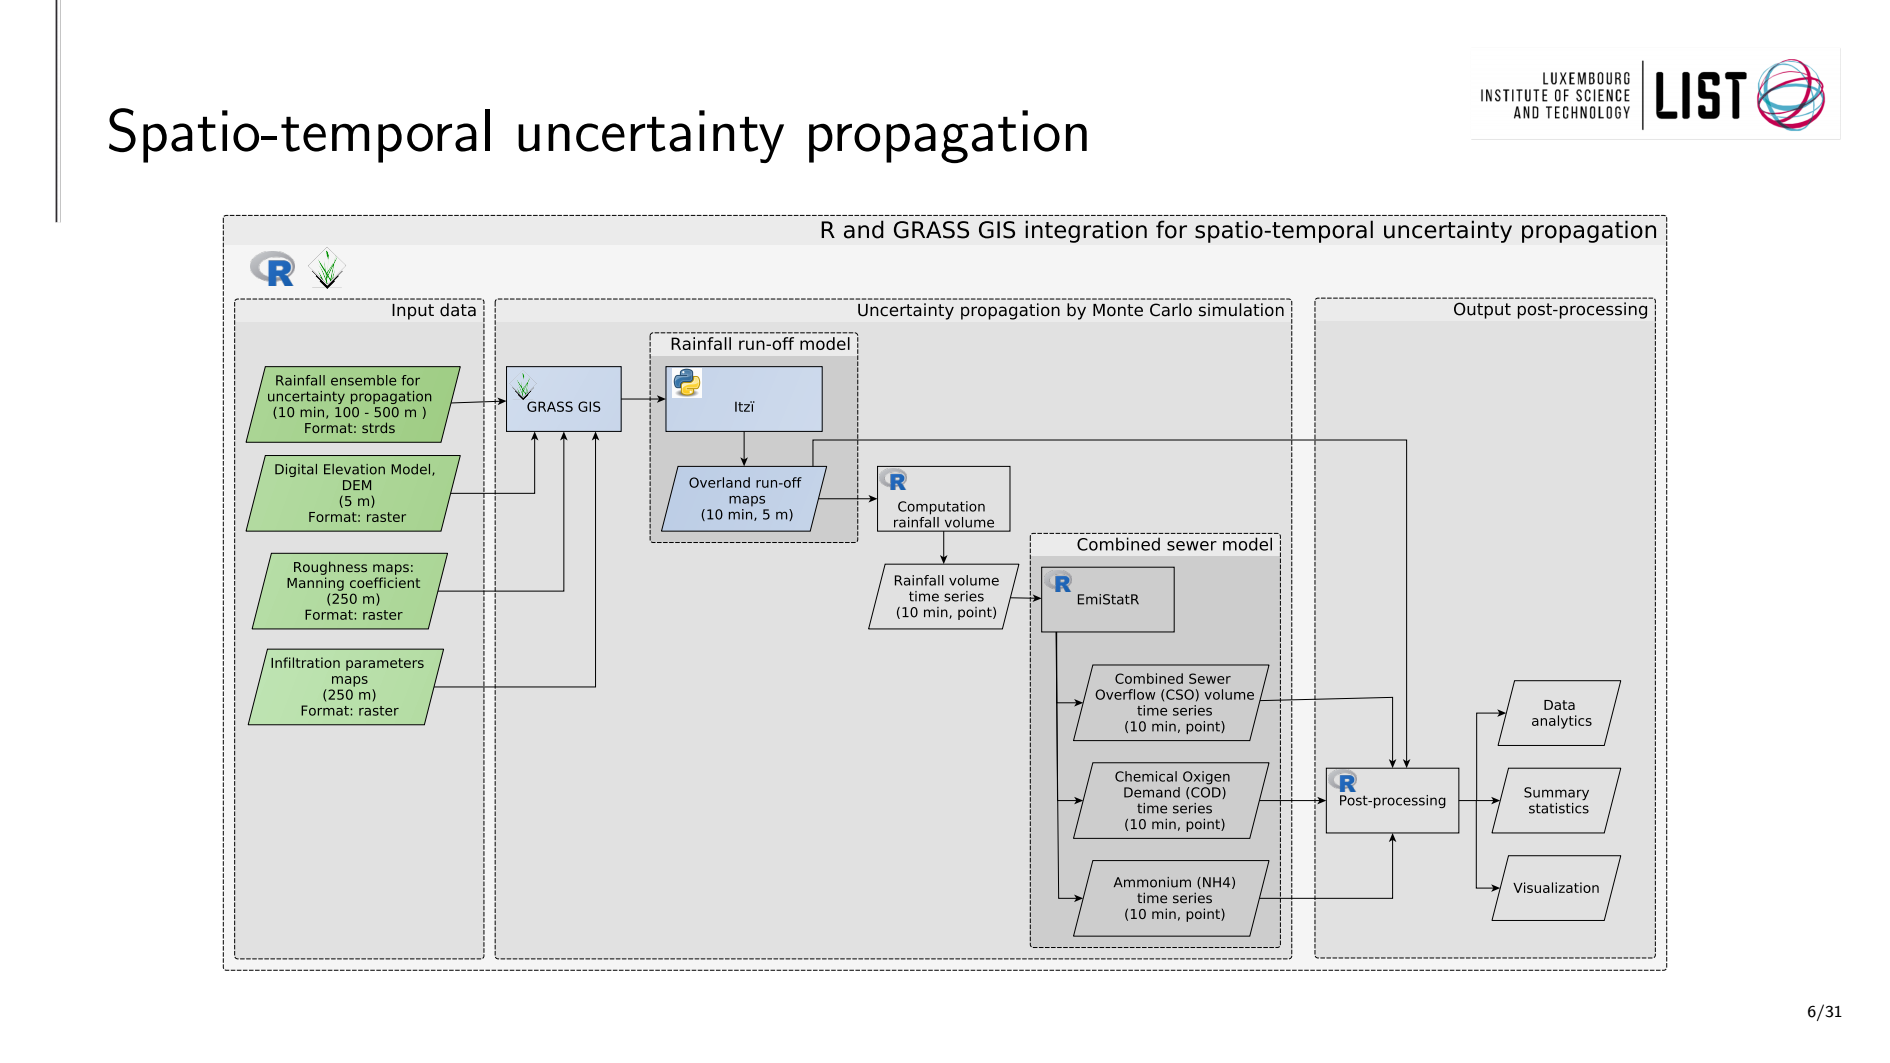 LUXEMBOURG
INSTITUTE OF SCIENCE
AND TECHNOLOGY
LIST
Spatio-temporal uncertainty propagation
R and GRASS GIS integration for spatio-temporal uncertainty propagation
R
Input data
Rainfall ensemble for
uncertainty propagation
(10 min, 100 - 500 m )
Format: strds
Digital Elevation Model,
DEM
(5 m)
Format: raster
Roughness maps:
Manning coefficient
(250 m)
Format: raster
Infiltration parameters
maps
(250 m)
Format: raster
Uncertainty propagation by Monte Carlo simulation
GRASS GIS
Rainfall run-off model
Itzï
Overland run-off
maps
(10 min, 5 m)
R
Computation
rainfall volume
Rainfall volume
time series
(10 min, point)
Combined sewer model
R
EmiStatR
Combined Sewer
Overflow (CSO) volume
time series
(10 min, point)
Chemical Oxigen
Demand (COD)
time series
(10 min, point)
Ammonium (NH4)
time series
(10 min, point)
Output post-processing
R
Post-processing
Data
analytics
Summary
statistics
Visualization
6/31